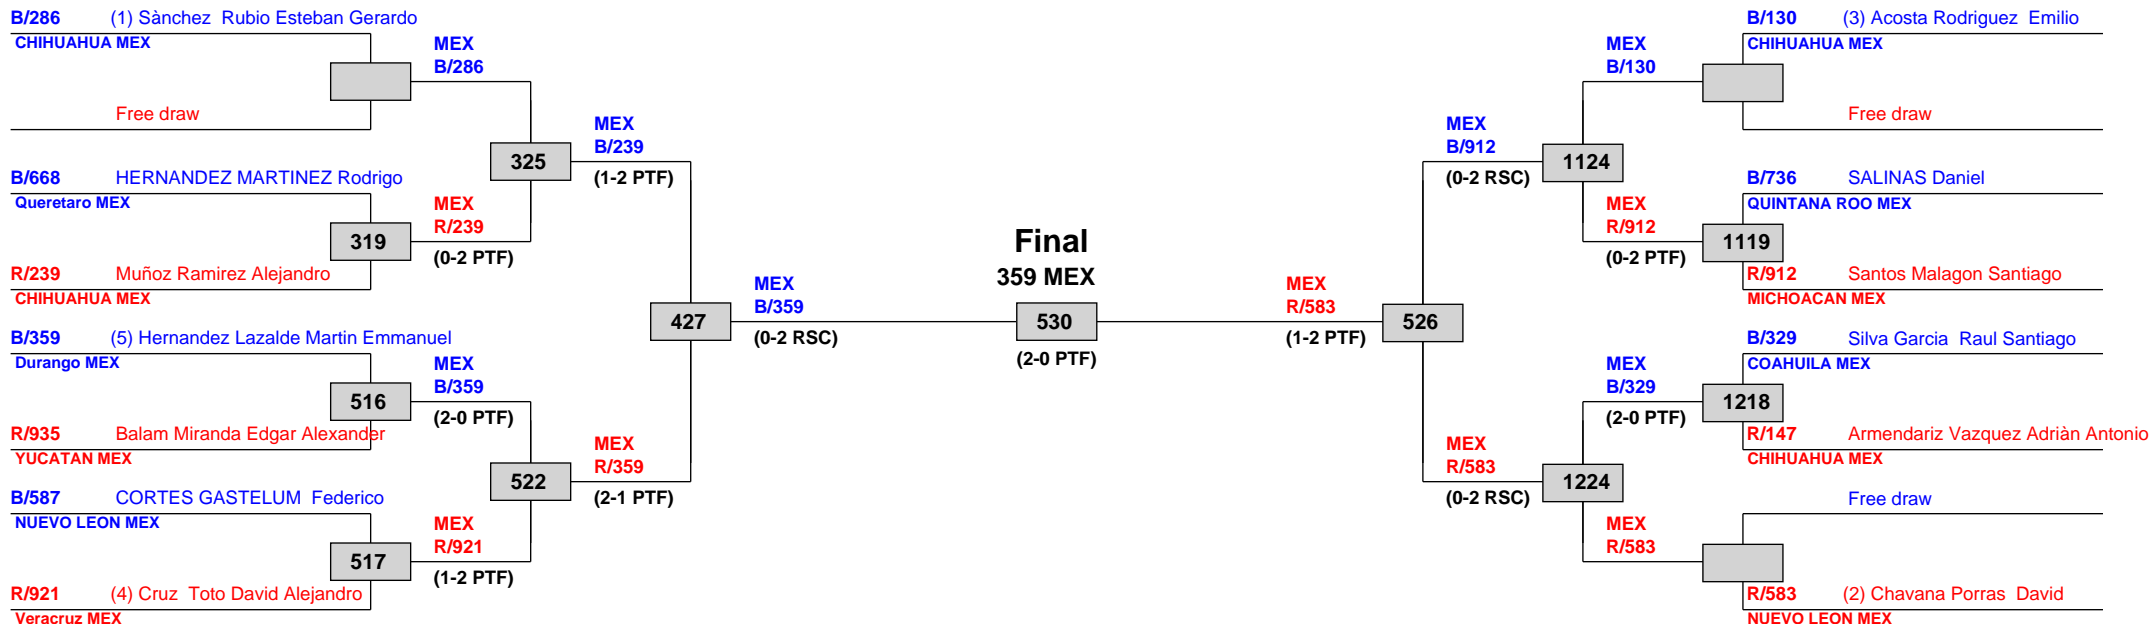 B/286 (1) Sànchez Rubio Esteban Gerardo
CHIHUAHUA MEX
Free draw
MEX
B/286
B/668 HERNANDEZ MARTINEZ Rodrigo
Queretaro MEX
319
R/239 Muñoz Ramirez Alejandro
CHIHUAHUA MEX
MEX
R/239
(0-2 PTF)
325
MEX
B/239
(1-2 PTF)
B/359 (5) Hernandez Lazalde Martin Emmanuel
Durango MEX
516
R/935 Balam Miranda Edgar Alexander
YUCATAN MEX
MEX
B/359
(2-0 PTF)
B/587 CORTES GASTELUM Federico
NUEVO LEON MEX
517
R/921 (4) Cruz Toto David Alejandro
Veracruz MEX
MEX
R/921
(1-2 PTF)
522
MEX
R/359
(2-1 PTF)
427
MEX
B/359
(0-2 RSC)
Final
359 MEX
530
(2-0 PTF)
MEX
R/583
(1-2 PTF)
526
MEX
B/912
(0-2 RSC)
1124
MEX
B/130
B/130 (3) Acosta Rodriguez Emilio
CHIHUAHUA MEX
Free draw
MEX
R/912
(0-2 PTF)
B/736 SALINAS Daniel
QUINTANA ROO MEX
1119
R/912 Santos Malagon Santiago
MICHOACAN MEX
MEX
R/583
(0-2 RSC)
1224
MEX
B/329
(2-0 PTF)
B/329 Silva Garcia Raul Santiago
COAHUILA MEX
1218
R/147 Armendariz Vazquez Adriàn Antonio
CHIHUAHUA MEX
MEX
R/583
Free draw
R/583 (2) Chavana Porras David
NUEVO LEON MEX